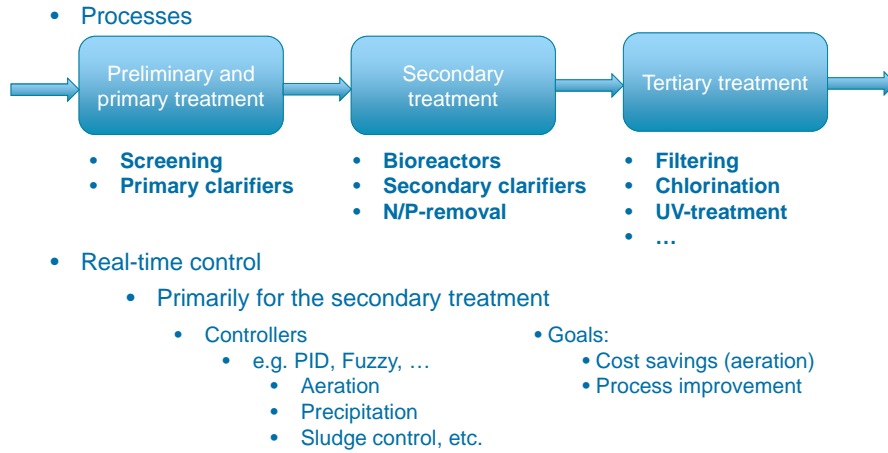 • Processes
Preliminary and
primary treatment
Secondary
treatment
Tertiary treatment
• Screening
• Primary clarifiers
• Bioreactors
• Secondary clarifiers
• N/P-removal
• Filtering
• Chlorination
• UV-treatment
• …
• Real-time control
• Primarily for the secondary treatment
• Controllers
• e.g. PID, Fuzzy, …
• Aeration
• Precipitation
• Sludge control, etc.
• Goals:
• Cost savings (aeration)
• Process improvement